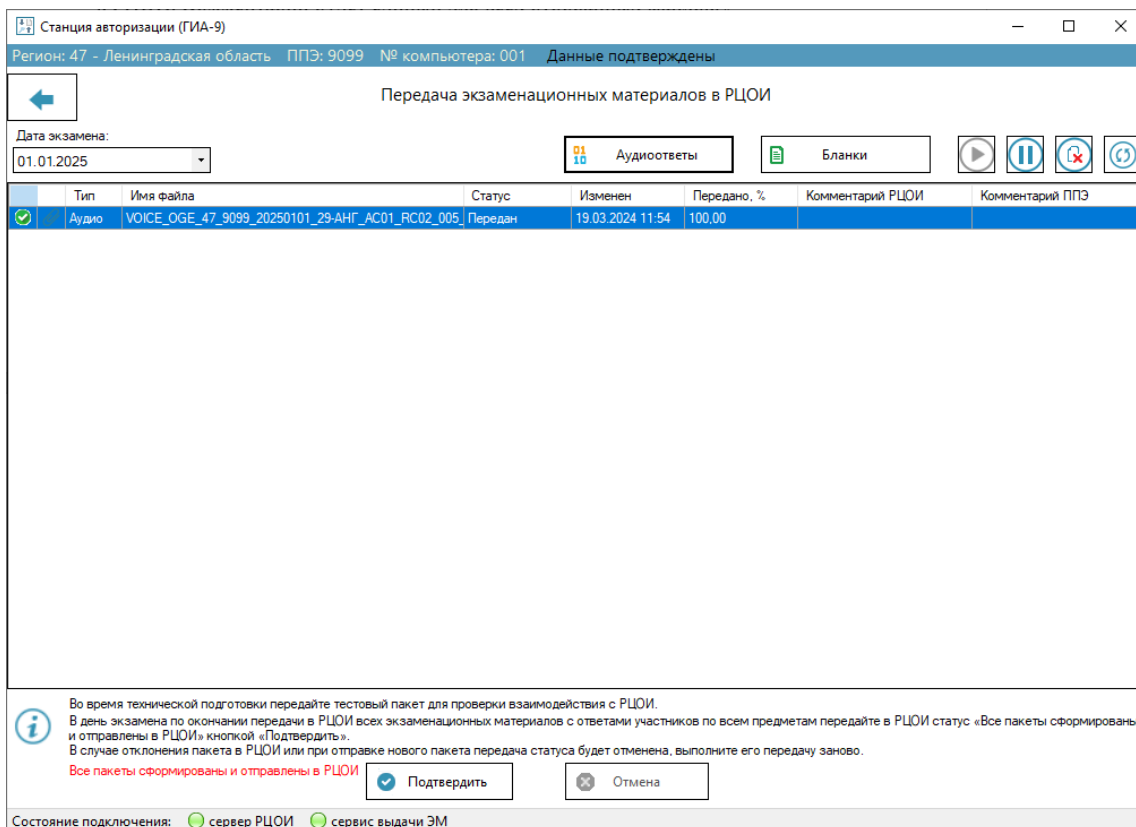 Станция авторизации (ГИА-9)
Регион: 47 - Ленинградская область ППЭ: 9099 № компьютера: 001 Данные подтверждены
Передача экзаменационных материалов в РЦОИ
Дата экзамена:
01.01.2025
Аудиоответы Бланки
Тип Имя файла Статус Изменен Передано, % Комментарий РЦОИ Комментарий ППЭ
Аудио VOICE_OGE_47_9099_20250101_29-АНГ_AC01_RC02_005_ Передан 19.03.2024 11:54 100,00
Во время технической подготовки передайте тестовый пакет для проверки взаимодействия с РЦОИ.
В день экзамена по окончании передачи в РЦОИ всех экзаменационных материалов с ответами участников по всем предметам передайте в РЦОИ статус «Все пакеты сформированы
и отправлены в РЦОИ» кнопкой «Подтвердить».
В случае отклонения пакета в РЦОИ или при отправке нового пакета передача статуса будет отменена, выполните его передачу заново.
Все пакеты сформированы и отправлены в РЦОИ Подтвердить Отмена
Состояние подключения: сервер РЦОИ сервис выдачи ЭМ